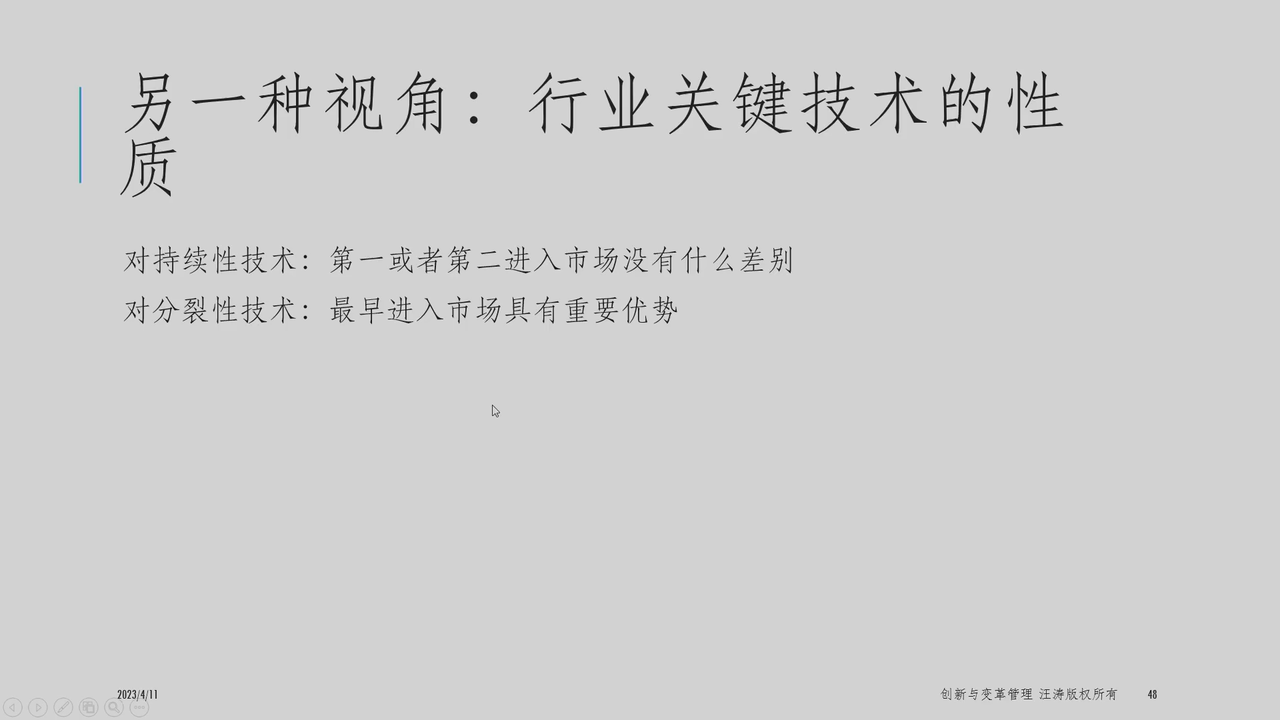 另一种视角：行业关键技术的性
质
对持续性技术：第一或者第二进入市场没有什么差别
对分裂性技术：最早进入市场具有重要优势
2023/4/11
创新与变革管理 汪涛版权所有
48